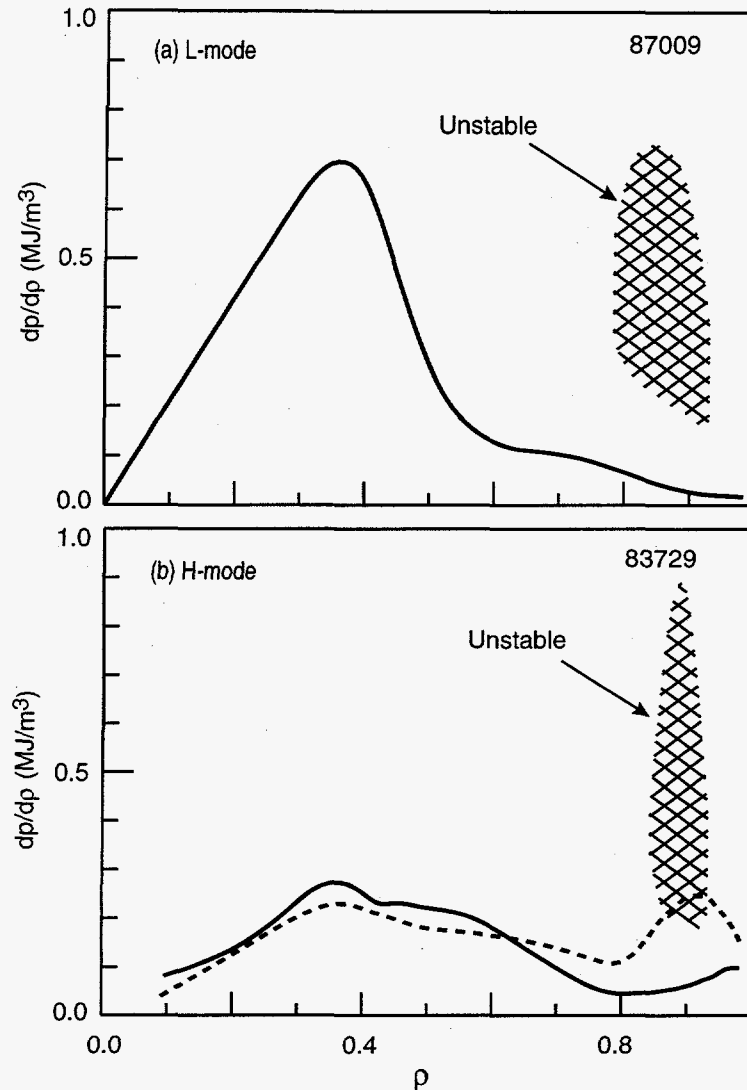 1.0
(a) L-mode
87009
Unstable
dp/dρ (MJ/m³)
0.5
0.0
1.0
(b) H-mode
83729
Unstable
dp/dρ (MJ/m³)
0.5
0.0
0.0
0.4
0.8
ρ